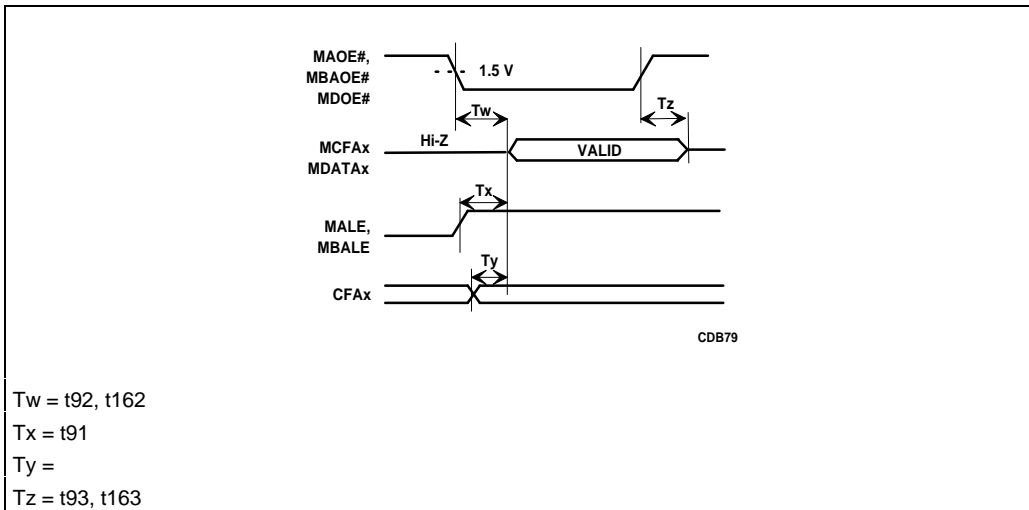 MAOE#,
MBAOE#
MDOE#
1.5 V
Tw
Tz
MCFAx
MDATAx
Hi-Z
VALID
Tx
MALE,
MBALE
Ty
CFAx
CDB79
Tw = t92, t162
Tx = t91
Ty =
Tz = t93, t163